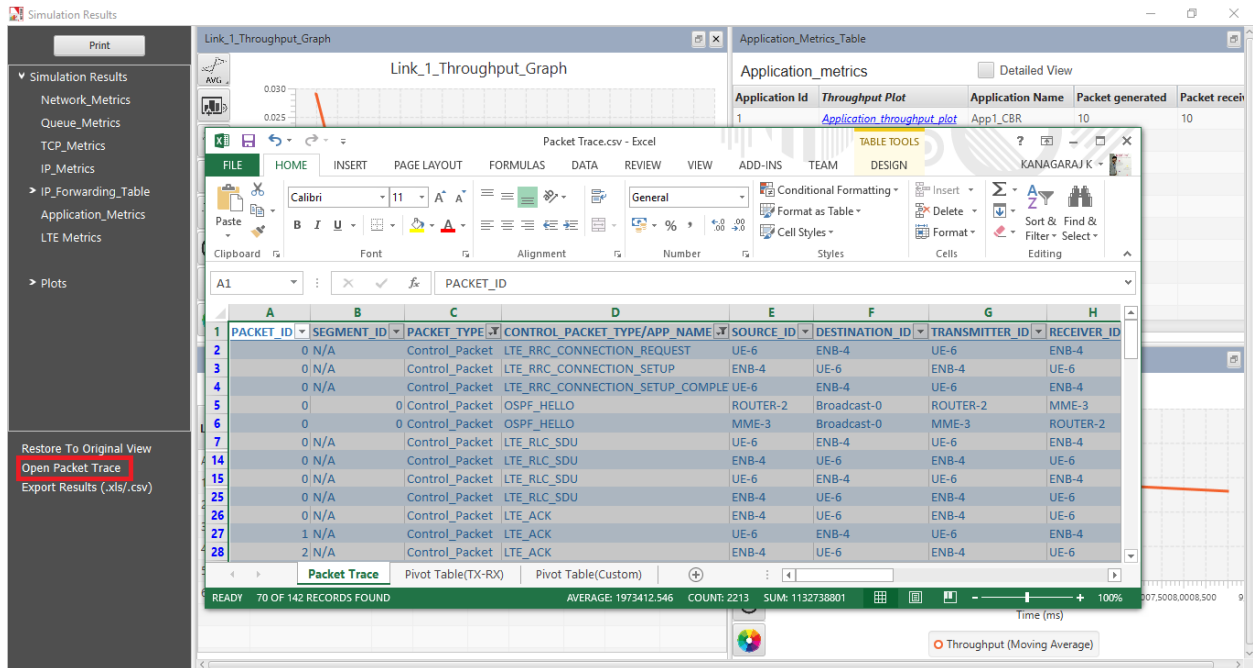 Simulation Results
Print
Simulation Results
Network_Metrics
Queue_Metrics
TCP_Metrics
IP_Metrics
IP_Forwarding_Table
Application_Metrics
LTE Metrics
Plots
Restore To Original View
Open Packet Trace
Export Results (.xls/.csv)
Link_1_Throughput_Graph
AVG
Link_1_Throughput_Graph
0.030
0.025
Application_Metrics_Table
Application_metrics
Detailed View
Application Id Throughput Plot Application Name Packet generated Packet receiv
1 Application_throughput_plot App1_CBR 10 10
Packet Trace.csv - Excel
TABLE TOOLS
FILE HOME INSERT PAGE LAYOUT FORMULAS DATA REVIEW VIEW ADD-INS TEAM DESIGN KANAGARAJ K
Paste
Clipboard
Calibri 11
B I U
Font
Alignment
General
Number
Conditional Formatting
Format as Table
Cell Styles
Styles
Insert
Delete
Format
Cells
Sort & Filter
Find & Select
Editing
A1 fx PACKET_ID
A B C D E F G H
1 PACKET_ID SEGMENT_ID PACKET_TYPE CONTROL_PACKET_TYPE/APP_NAME SOURCE_ID DESTINATION_ID TRANSMITTER_ID RECEIVER_ID
2 0 N/A Control_Packet LTE_RRC_CONNECTION_REQUEST UE-6 ENB-4 UE-6 ENB-4
3 0 N/A Control_Packet LTE_RRC_CONNECTION_SETUP ENB-4 UE-6 ENB-4 UE-6
4 0 N/A Control_Packet LTE_RRC_CONNECTION_SETUP_COMPLE UE-6 ENB-4 UE-6 ENB-4
5 0 0 Control_Packet OSPF_HELLO ROUTER-2 Broadcast-0 ROUTER-2 MME-3
6 0 0 Control_Packet OSPF_HELLO MME-3 Broadcast-0 MME-3 ROUTER-2
7 0 N/A Control_Packet LTE_RLC_SDU UE-6 ENB-4 UE-6 ENB-4
14 0 N/A Control_Packet LTE_RLC_SDU ENB-4 UE-6 ENB-4 UE-6
15 0 N/A Control_Packet LTE_RLC_SDU UE-6 ENB-4 UE-6 ENB-4
25 0 N/A Control_Packet LTE_RLC_SDU ENB-4 UE-6 ENB-4 UE-6
26 0 N/A Control_Packet LTE_ACK ENB-4 UE-6 ENB-4 UE-6
27 1 N/A Control_Packet LTE_ACK UE-6 ENB-4 UE-6 ENB-4
28 2 N/A Control_Packet LTE_ACK ENB-4 UE-6 ENB-4 UE-6
Packet Trace Pivot Table(TX-RX) Pivot Table(Custom)
READY 70 OF 142 RECORDS FOUND AVERAGE: 1973412.546 COUNT: 2213 SUM: 1132738801 100%
Time (ms)
Throughput (Moving Average)